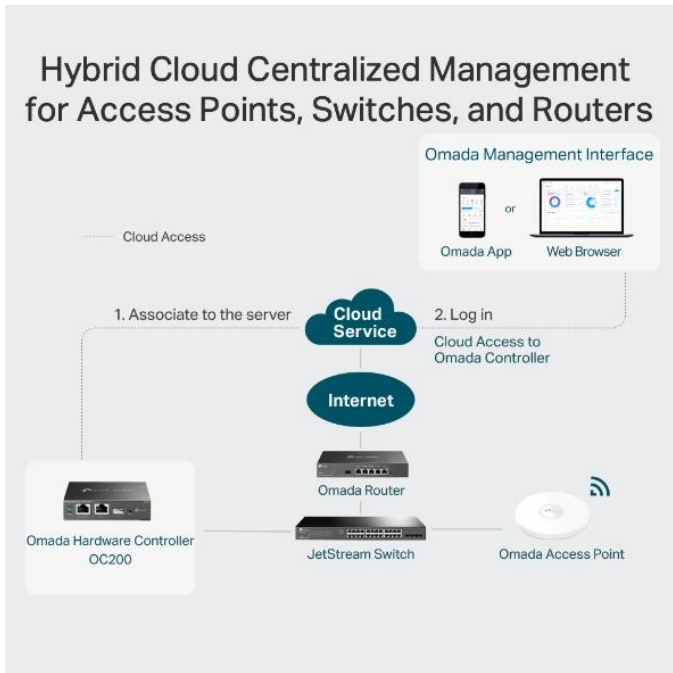 Hybrid Cloud Centralized Management
for Access Points, Switches, and Routers
Omada Management Interface
or
Omada App
Web Browser
Cloud Access
1. Associate to the server
Cloud
Service
2. Log in
Cloud Access to
Omada Controller
Internet
Omada Router
Omada Hardware Controller
OC200
JetStream Switch
Omada Access Point